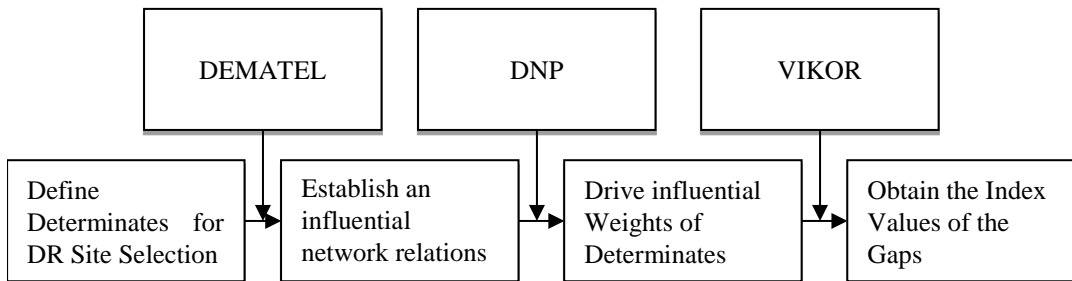 DEMATEL
DNP
VIKOR
Define
Determinates for
DR Site Selection
Establish an
influential
network relations
Drive influential
Weights of
Determinates
Obtain the Index
Values of the
Gaps